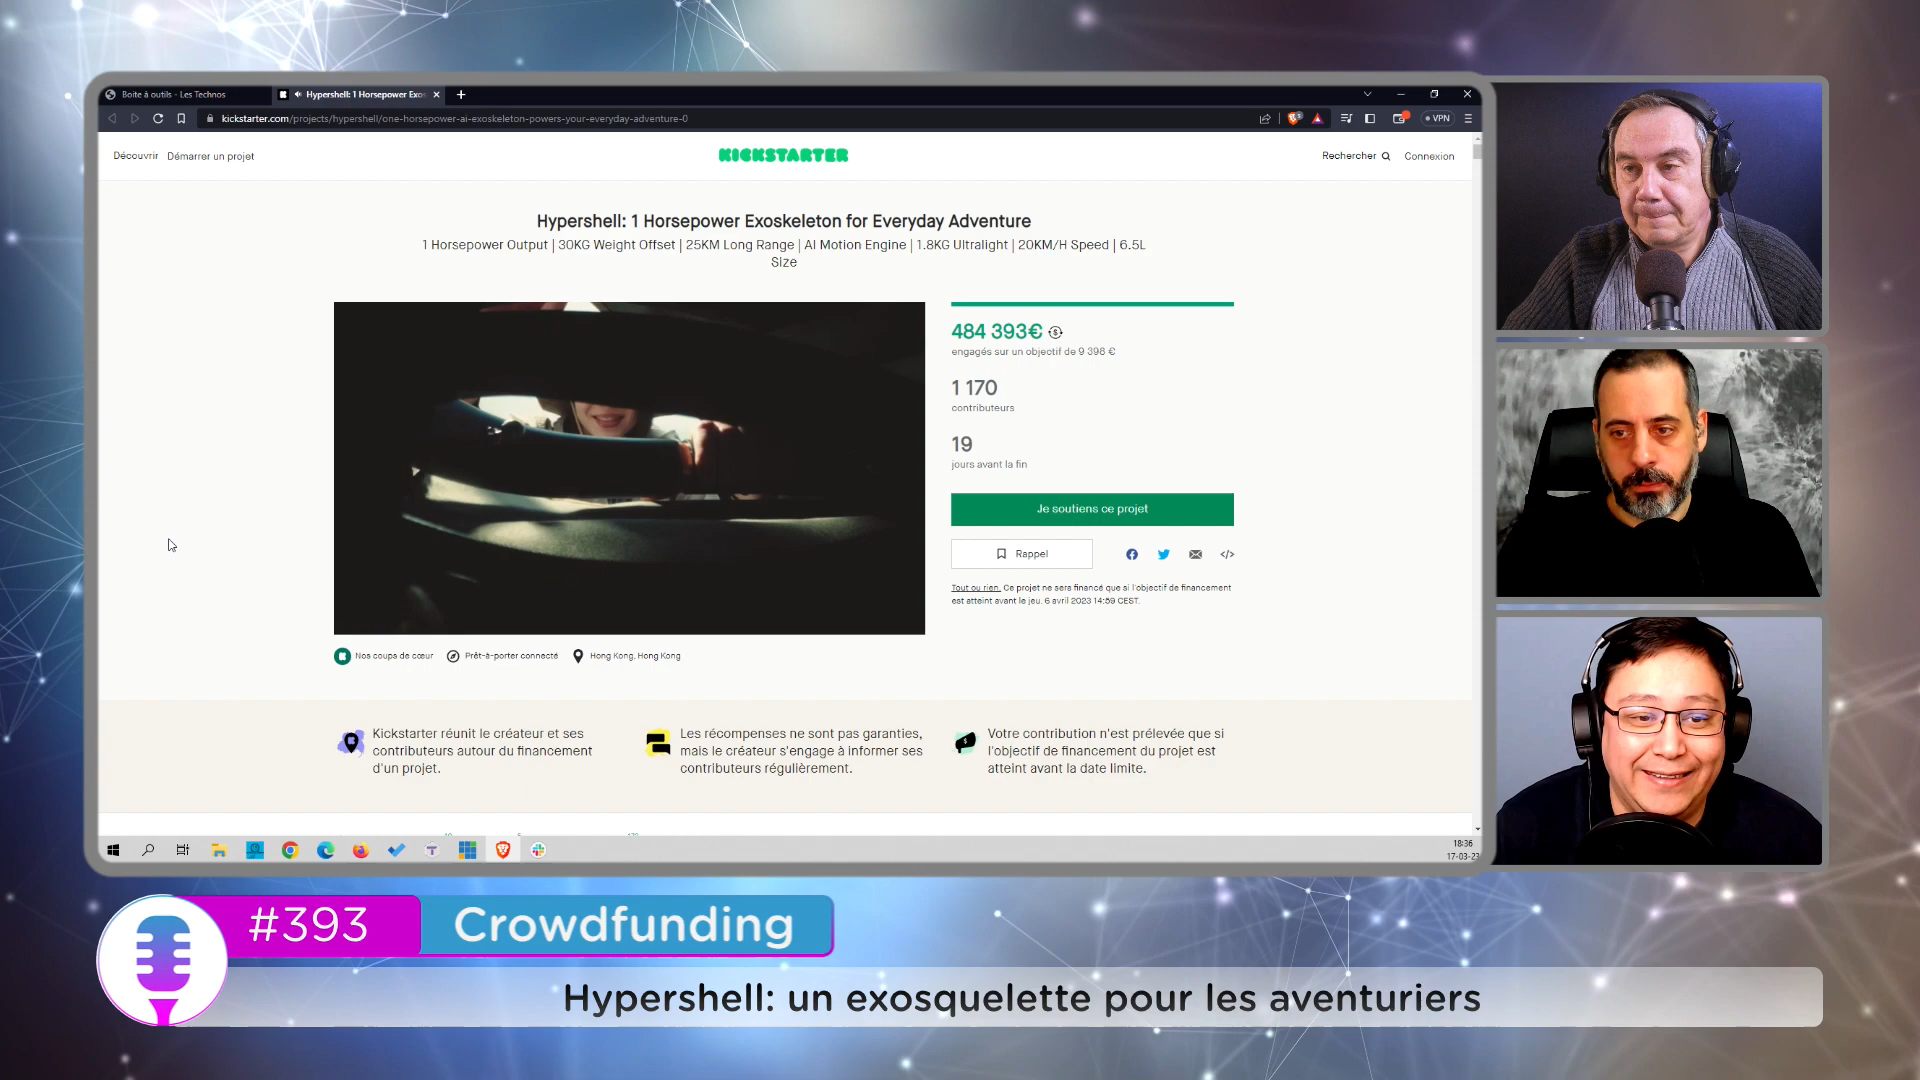 Boite à outils - Les Technos
Hypershell: 1 Horsepower Exos
kickstarter.com/projects/hypershell/one-horsepower-ai-exoskeleton-powers-your-everyday-adventure-0
VPN
Découvrir Démarrer un projet
KICKSTARTER
Rechercher
Connexion
Hypershell: 1 Horsepower Exoskeleton for Everyday Adventure
1 Horsepower Output | 30KG Weight Offset | 25KM Long Range | AI Motion Engine | 1.8KG Ultralight | 20KM/H Speed | 6.5L
Size
484 393€
engagés sur un objectif de 9 398 €
1 170
contributeurs
19
jours avant la fin
Je soutiens ce projet
Rappel
Tout ou rien. Ce projet ne sera financé que si l'objectif de financement
est atteint avant le jeu. 6 avril 2023 14:59 CEST.
Nos coups de cœur
Prêt-à-porter connecté
Hong Kong, Hong Kong
Kickstarter réunit le créateur et ses
contributeurs autour du financement
d'un projet.
Les récompenses ne sont pas garanties,
mais le créateur s'engage à informer ses
contributeurs régulièrement.
Votre contribution n'est prélevée que si
l'objectif de financement du projet est
atteint avant la date limite.
18:36
17-03-23
#393
Crowdfunding
Hypershell: un exosquelette pour les aventuriers